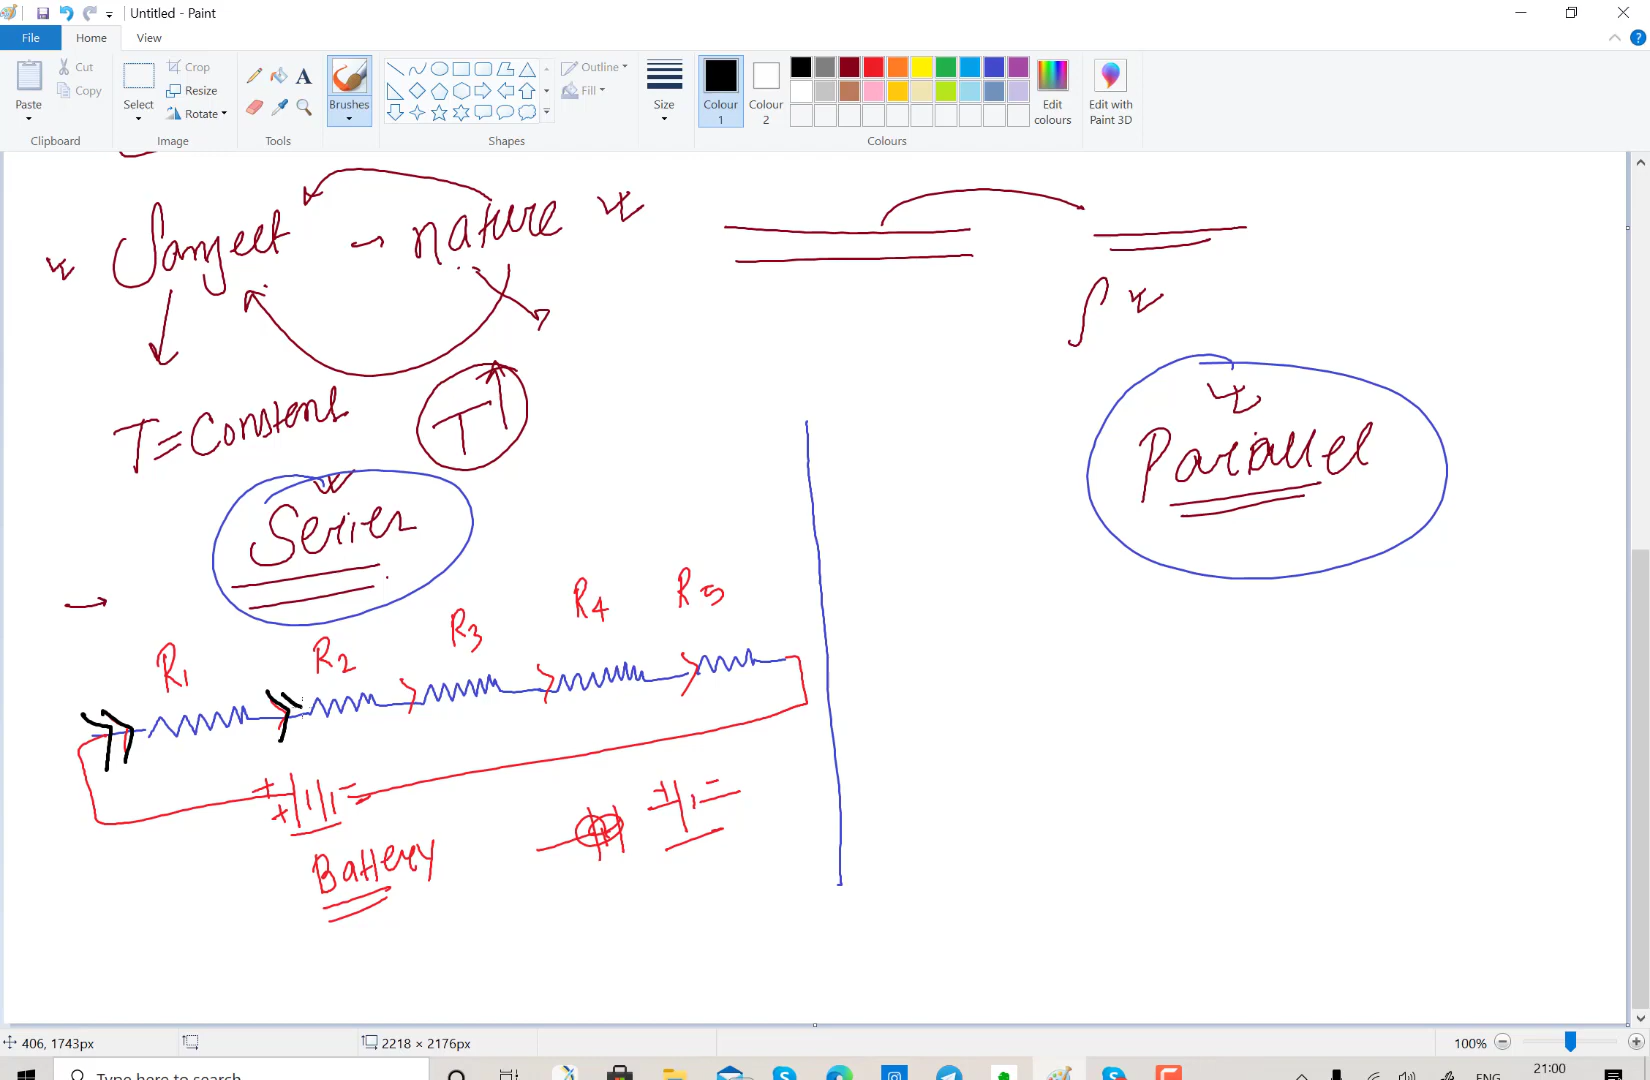 Untitled - Paint
File Home View
Paste
Cut
Copy
Clipboard
Select
Crop
Resize
Rotate
Image
A
Tools
Brushes
Shapes
Outline
Fill
Size
Colour 1
Colour 2
Edit colours
Colours
Edit with Paint 3D
nature
T = Constant
T
Series
Parallel
R1 R2 R3 R4 R5
Battery
406, 1743px
2218 × 2176px
100%
Type here to search
ENG
21:00